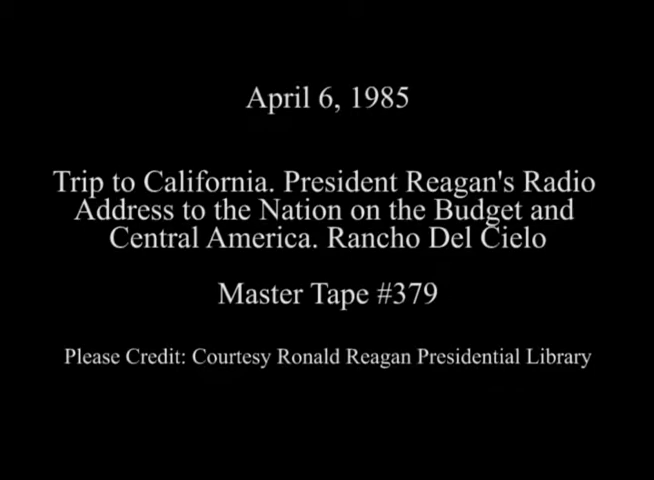 April 6, 1985
Trip to California. President Reagan's Radio
Address to the Nation on the Budget and
Central America. Rancho Del Cielo
Master Tape #379
Please Credit: Courtesy Ronald Reagan Presidential Library